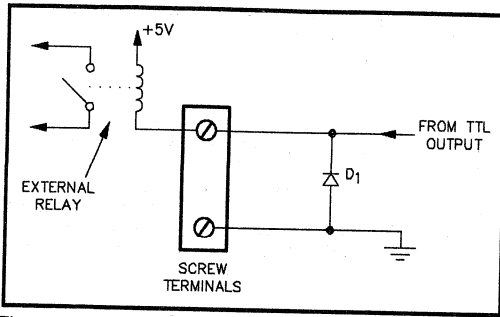 +5V
FROM TTL
OUTPUT
D1
EXTERNAL
RELAY
SCREW
TERMINALS